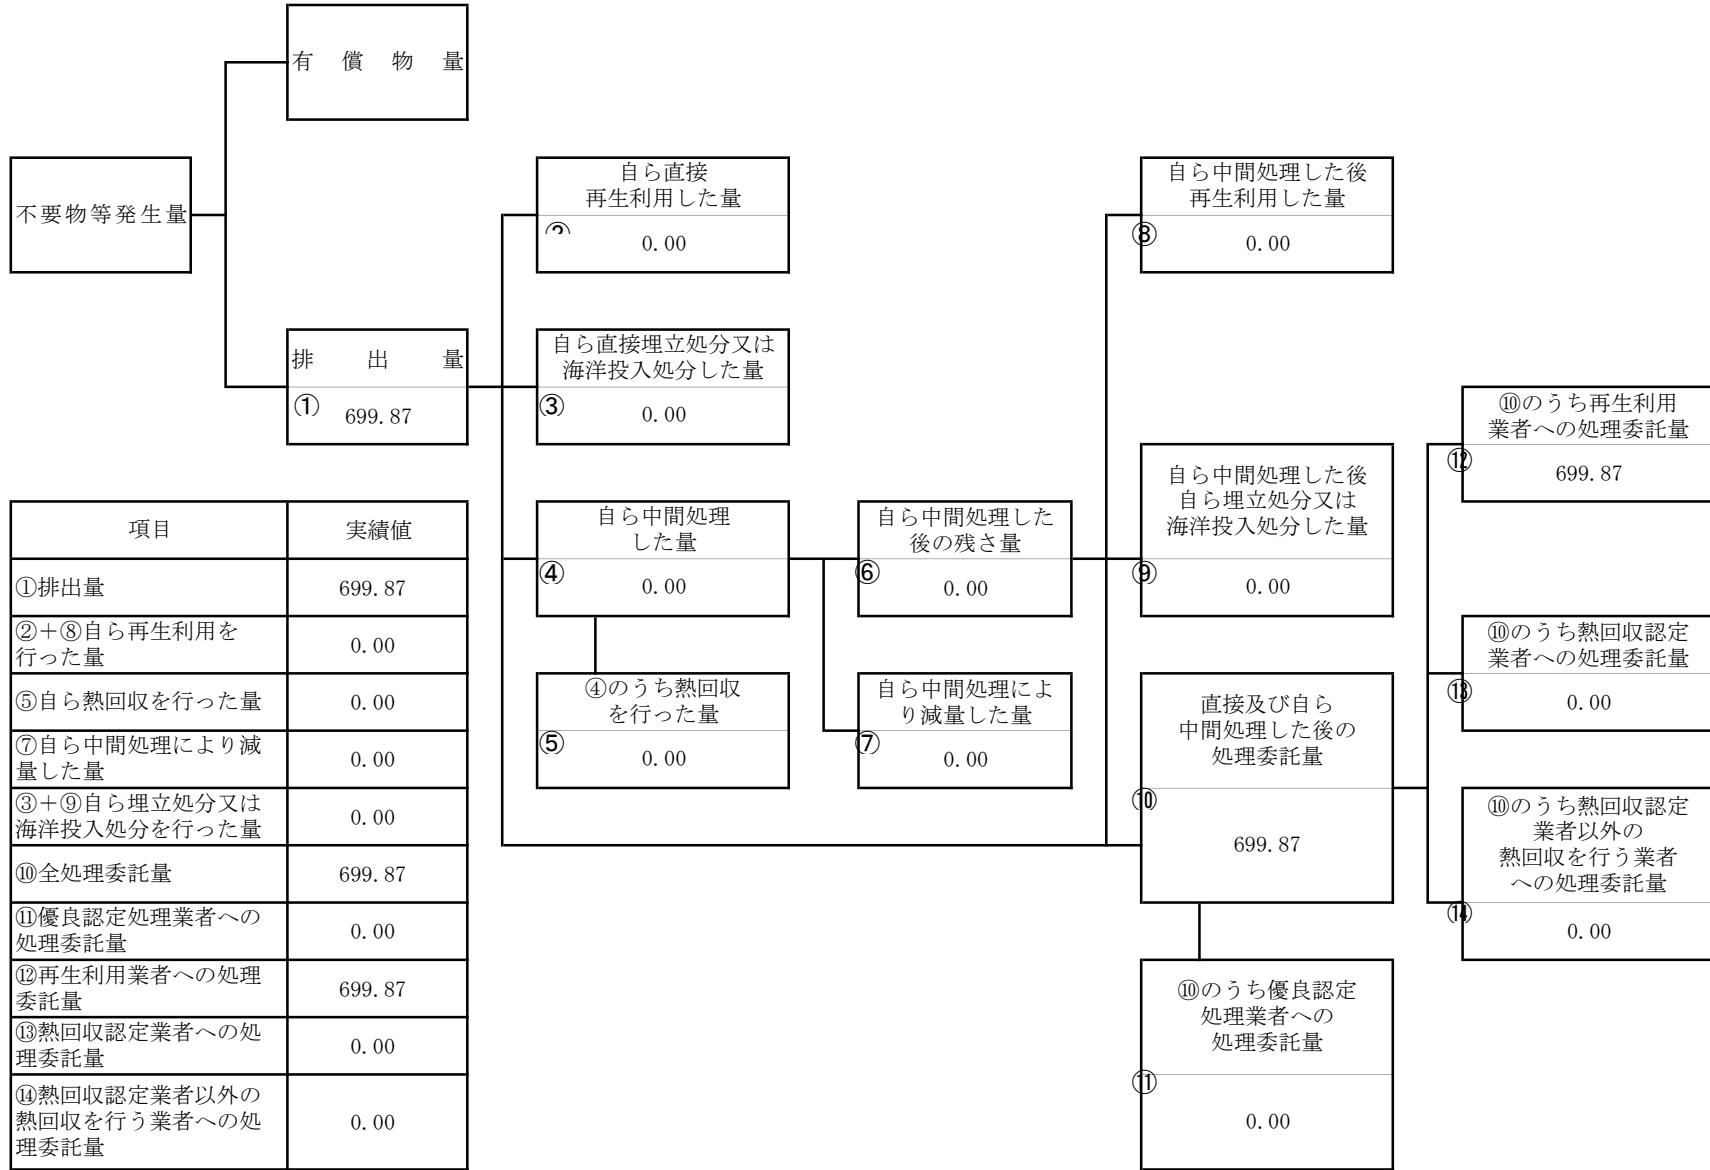 有償物量
不要物等発生量
自ら直接
再生利用した量
②
0.00
自ら中間処理した後
再生利用した量
⑧
0.00
排出量
①
699.87
自ら直接埋立処分又は
海洋投入処分した量
③
0.00
自ら中間処理
した量
④
0.00
④のうち熱回収
を行った量
⑤
0.00
自ら中間処理した
後の残さ量
⑥
0.00
自ら中間処理によ
り減量した量
⑦
0.00
自ら中間処理した後
自ら埋立処分又は
海洋投入処分した量
⑨
0.00
直接及び自ら
中間処理した後の
処理委託量
⑩
699.87
⑩のうち優良認定
処理業者への
処理委託量
⑪
0.00
⑩のうち再生利用
業者への処理委託量
⑫
699.87
⑩のうち熱回収認定
業者への処理委託量
⑬
0.00
⑩のうち熱回収認定
業者以外の
熱回収を行う業者
への処理委託量
⑭
0.00
項目 実績値
①排出量 699.87
②+⑧自ら再生利用を
行った量 0.00
⑤自ら熱回収を行った量 0.00
⑦自ら中間処理により減
量した量 0.00
③+⑨自ら埋立処分又は
海洋投入処分を行った量 0.00
⑩全処理委託量 699.87
⑪優良認定処理業者への
処理委託量 0.00
⑫再生利用業者への処理
委託量 699.87
⑬熱回収認定業者への処
理委託量 0.00
⑭熱回収認定業者以外の
熱回収を行う業者への処
理委託量 0.00